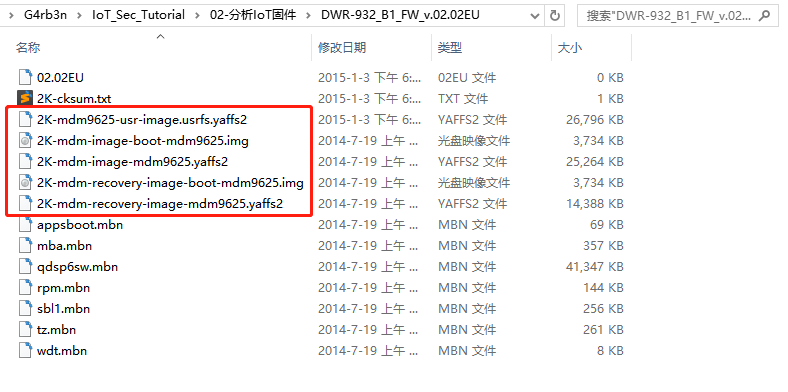 G4rb3n > IoT_Sec_Tutorial > 02-分析IoT固件 > DWR-932_B1_FW_v.02.02EU 搜索"DWR-932_B1_FW_v.02...
名称 修改日期 类型 大小
02.02EU 2015-1-3 下午 6:... 02EU 文件 0 KB
2K-cksum.txt 2015-1-3 下午 6:... TXT 文件 1 KB
2K-mdm9625-usr-image.usrfs.yaffs2 2015-1-3 下午 6:... YAFFS2 文件 26,796 KB
2K-mdm-image-boot-mdm9625.img 2014-7-19 上午 ... 光盘映像文件 3,734 KB
2K-mdm-image-mdm9625.yaffs2 2014-7-19 上午 ... YAFFS2 文件 25,264 KB
2K-mdm-recovery-image-boot-mdm9625.img 2014-7-19 上午 ... 光盘映像文件 3,734 KB
2K-mdm-recovery-image-mdm9625.yaffs2 2014-7-19 上午 ... YAFFS2 文件 14,388 KB
appsboot.mbn 2014-7-19 上午 ... MBN 文件 69 KB
mba.mbn 2014-7-19 上午 ... MBN 文件 357 KB
qdsp6sw.mbn 2014-7-19 上午 ... MBN 文件 41,347 KB
rpm.mbn 2014-7-19 上午 ... MBN 文件 144 KB
sbl1.mbn 2014-7-19 上午 ... MBN 文件 256 KB
tz.mbn 2014-7-19 上午 ... MBN 文件 261 KB
wdt.mbn 2014-7-19 上午 ... MBN 文件 8 KB